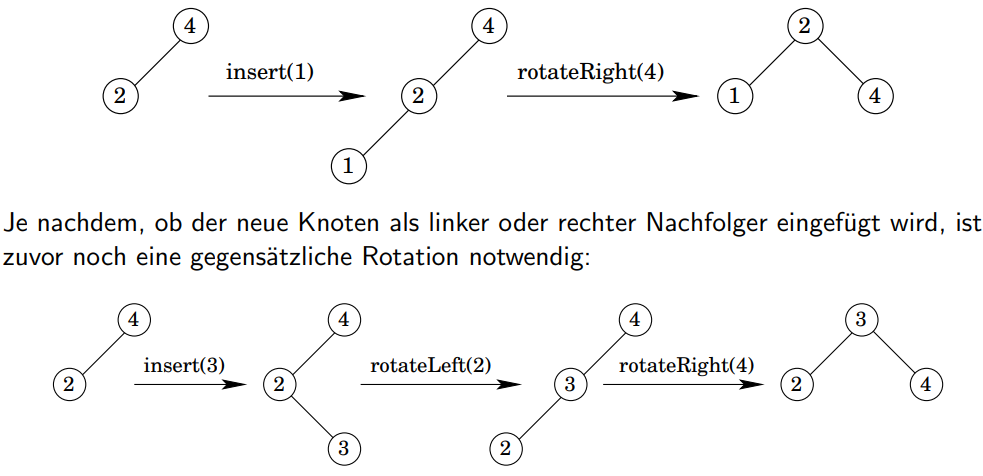 4 4 2
insert(1) rotateRight(4)
2 2 1 4
1
Je nachdem, ob der neue Knoten als linker oder rechter Nachfolger eingefügt wird, ist
zuvor noch eine gegensätzliche Rotation notwendig:
4 4 4 3
insert(3) rotateLeft(2) rotateRight(4)
2 2 3 2 4
3 2